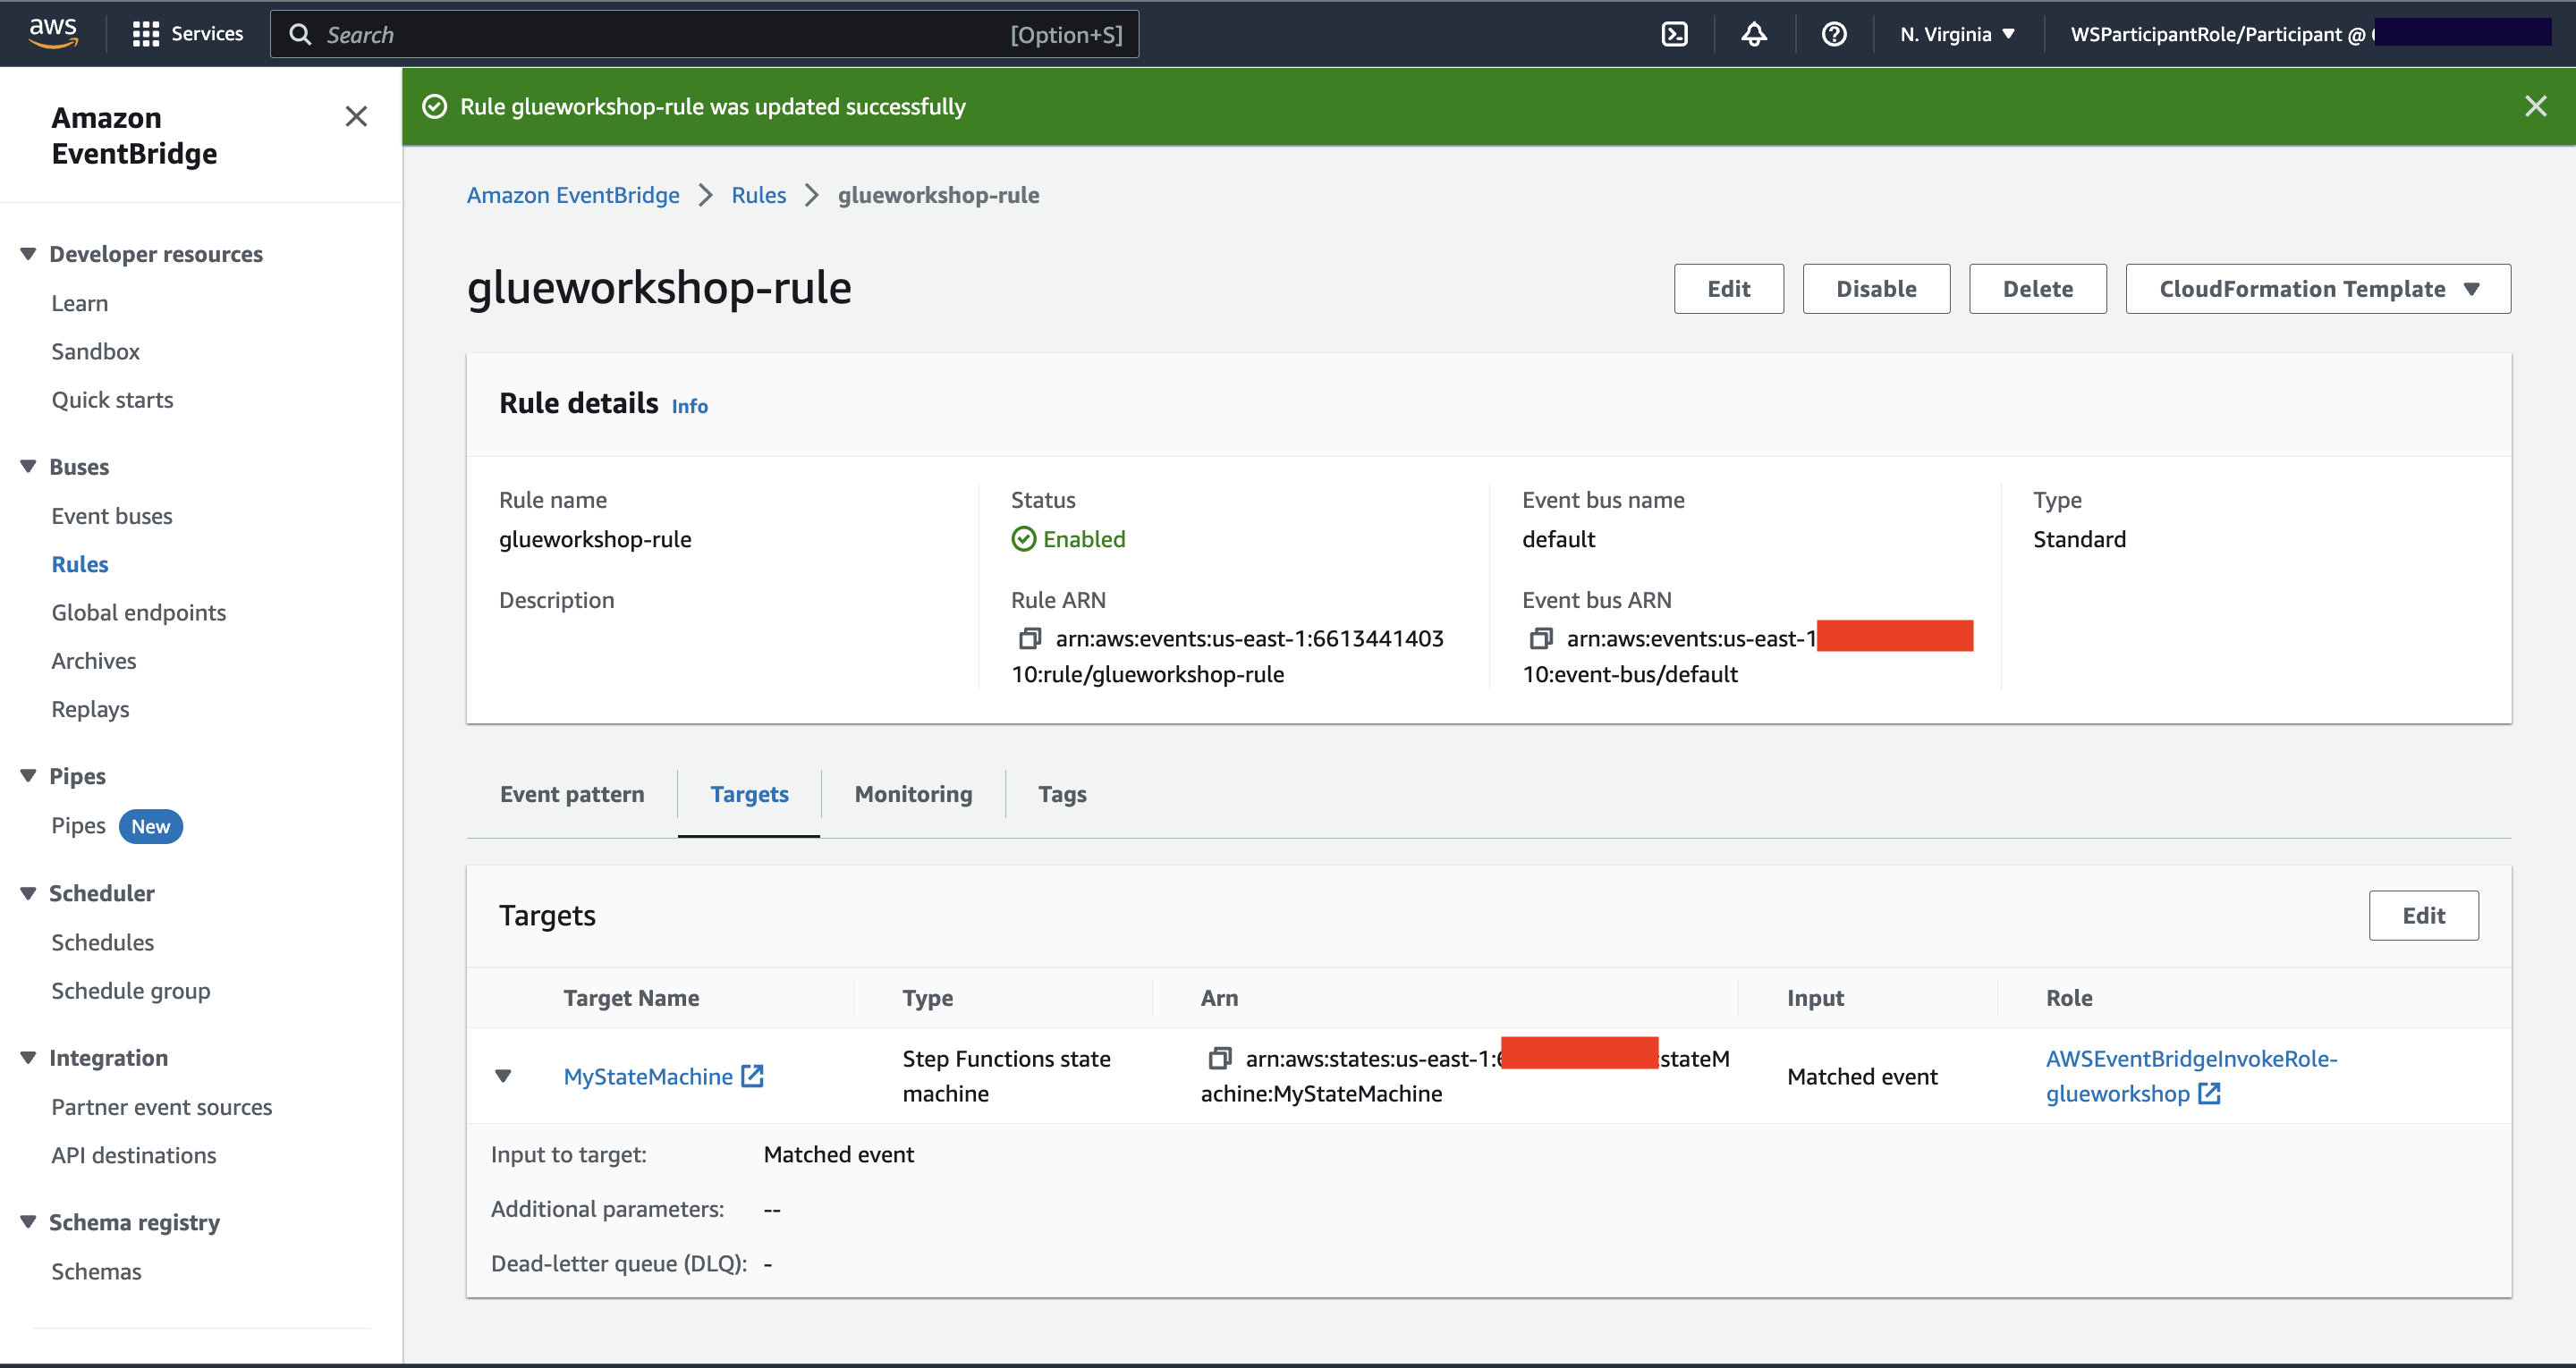 aws
Services
Search
[Option+S]
N. Virginia
WSParticipantRole/Participant @
Amazon
EventBridge
Developer resources
Learn
Sandbox
Quick starts
Buses
Event buses
Rules
Global endpoints
Archives
Replays
Pipes
Pipes New
Scheduler
Schedules
Schedule group
Integration
Partner event sources
API destinations
Schema registry
Schemas
Rule glueworkshop-rule was updated successfully
Amazon EventBridge > Rules > glueworkshop-rule
glueworkshop-rule
Edit
Disable
Delete
CloudFormation Template
Rule details Info
Rule name
glueworkshop-rule
Description
Status
Enabled
Rule ARN
arn:aws:events:us-east-1:6613441403
10:rule/glueworkshop-rule
Event bus name
default
Event bus ARN
arn:aws:events:us-east-1
10:event-bus/default
Type
Standard
Event pattern
Targets
Monitoring
Tags
Targets
Edit
Target Name
Type
Arn
Input
Role
MyStateMachine
Step Functions state
machine
arn:aws:states:us-east-1: :stateM
achine:MyStateMachine
Matched event
AWSEventBridgeInvokeRole-
glueworkshop
Input to target: Matched event
Additional parameters: --
Dead-letter queue (DLQ): -